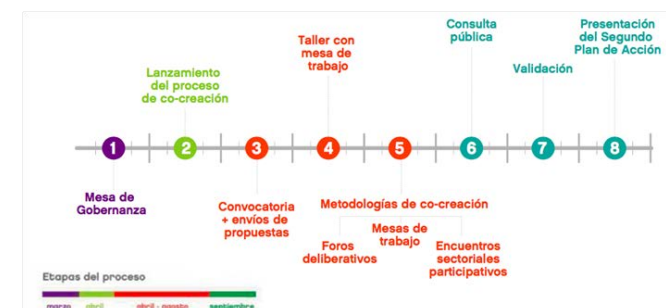 Consulta
pública
Presentación
del Segundo
Plan de Acción
Taller con
mesa de
trabajo
Validación
Lanzamiento
del proceso
de co-creación
1
2
3
4
5
6
7
8
Mesa de
Gobernanza
Convocatoria
+ envíos de
propuestas
Metodologías de co-creación
Foros
deliberativos
Mesas de
trabajo
Encuentros
sectoriales
participativos
Etapas del proceso
marzo
abril
abril - agosto
septiembre